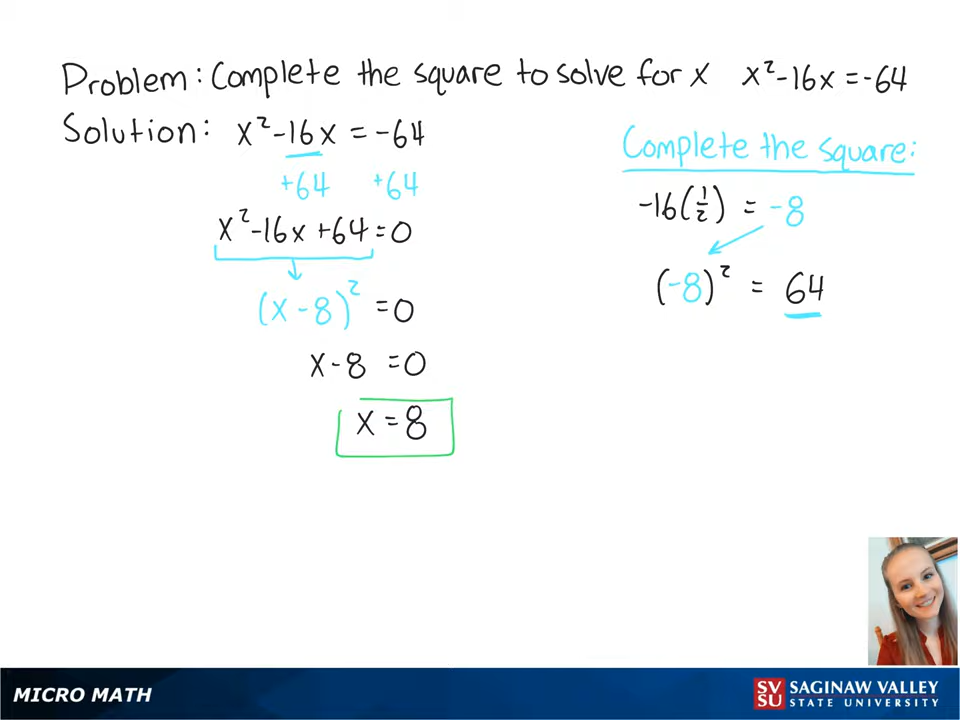 Problem: Complete the square to solve for x x² - 16x = -64
Solution: x² - 16x = -64
+64 +64
x² - 16x + 64 = 0
(x - 8)² = 0
x - 8 = 0
x = 8
Complete the square:
-16(1/2) = -8
(-8)² = 64
MICRO MATH
SVSU SAGINAW VALLEY
STATE UNIVERSITY